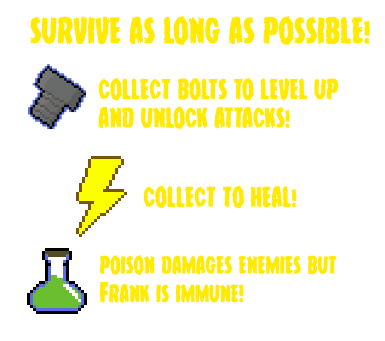 SURVIVE AS LONG AS POSSIBLE!
COLLECT BOLTS TO LEVEL UP
AND UNLOCK ATTACKS!
COLLECT TO HEAL!
POISON DAMAGES ENEMIES BUT
FRANK IS IMMUNE!